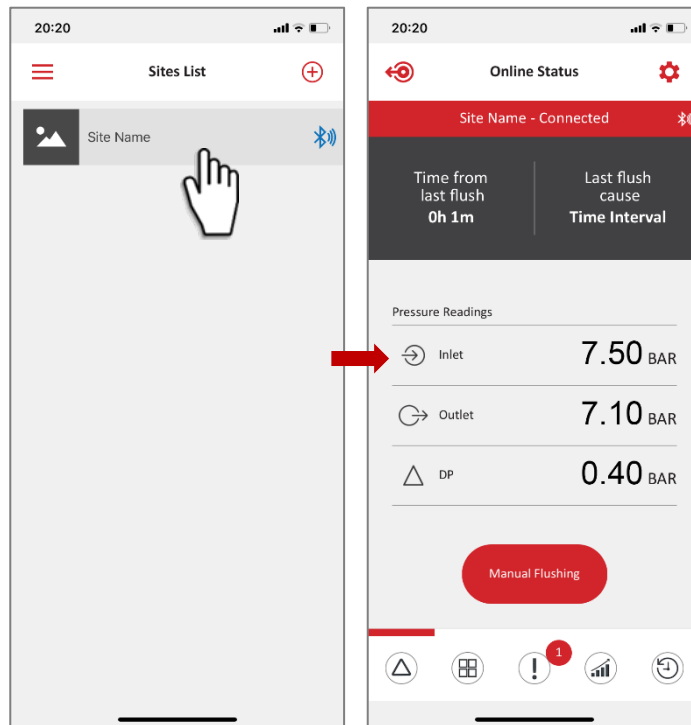 20:20
Sites List
Site Name
20:20
Online Status
Site Name - Connected
Time from
last flush
0h 1m
Last flush
cause
Time Interval
Pressure Readings
Inlet 7.50 BAR
Outlet 7.10 BAR
DP 0.40 BAR
Manual Flushing
1